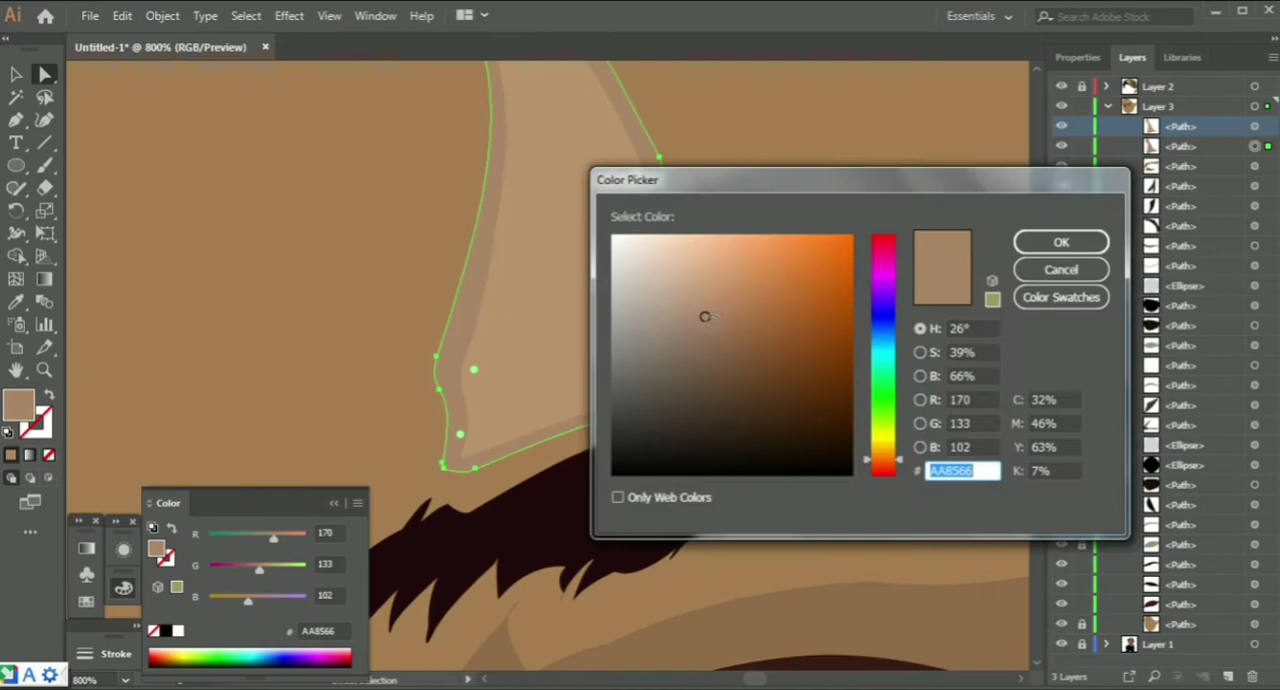 Ai File Edit Object Type Select Effect View Window Help Essentials Search Adobe Stock
Untitled-1* @ 800% (RGB/Preview) ×
Properties Layers Libraries
Layer 2
Layer 3
<Path>
<Path>
<Path>
<Path>
<Path>
<Path>
<Path>
<Path>
<Ellipse>
<Path>
<Path>
<Path>
<Path>
<Path>
<Path>
<Path>
<Ellipse>
<Ellipse>
<Path>
<Path>
<Path>
<Path>
<Path>
<Path>
<Path>
<Path>
Layer 1
3 Layers
Color Picker
Select Color:
OK
Cancel
Color Swatches
H: 26°
S: 39%
B: 66%
R: 170 C: 32%
G: 133 M: 46%
B: 102 Y: 63%
# AA8566 K: 7%
Only Web Colors
Color
R 170
G 133
B 102
# AA8566
Stroke
A
800% Selection